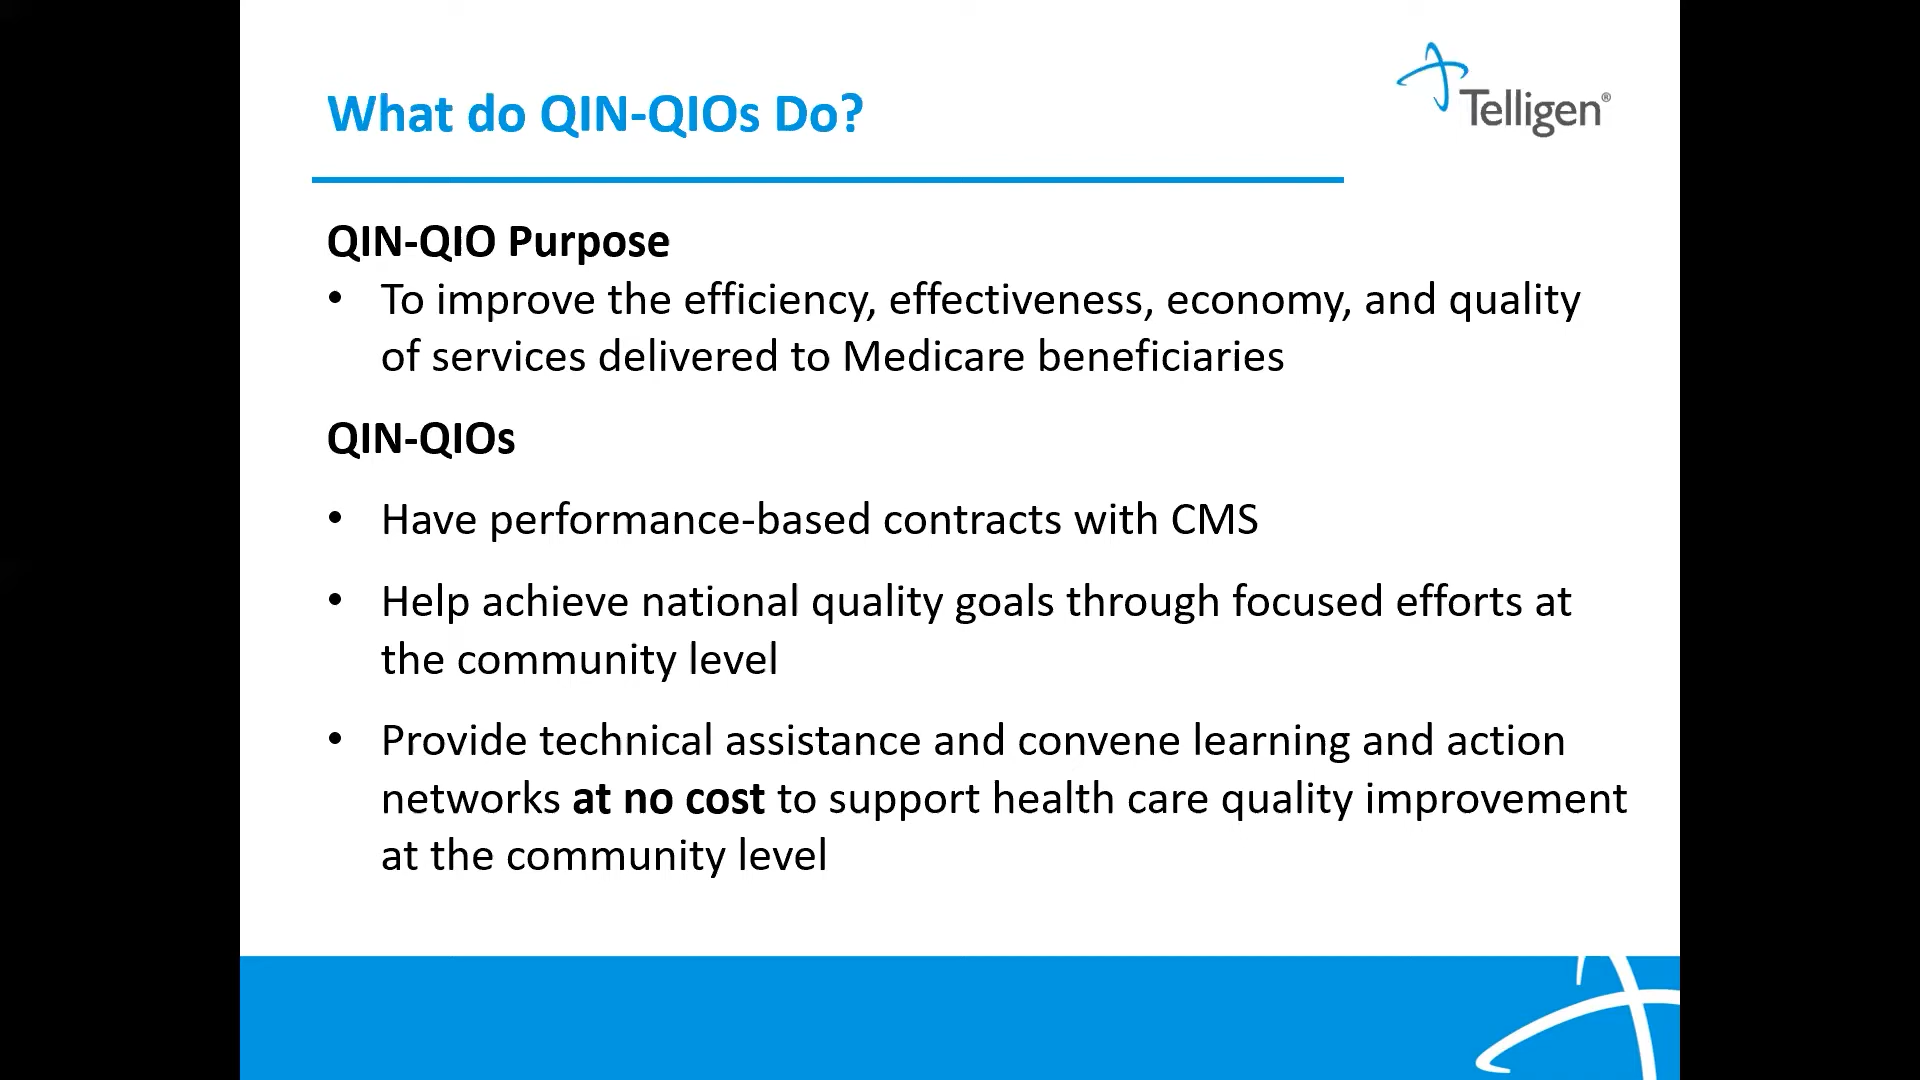 What do QIN-QIOs Do?
Telligen®
QIN-QIO Purpose
• To improve the efficiency, effectiveness, economy, and quality
of services delivered to Medicare beneficiaries
QIN-QIOs
• Have performance-based contracts with CMS
• Help achieve national quality goals through focused efforts at
the community level
• Provide technical assistance and convene learning and action
networks at no cost to support health care quality improvement
at the community level